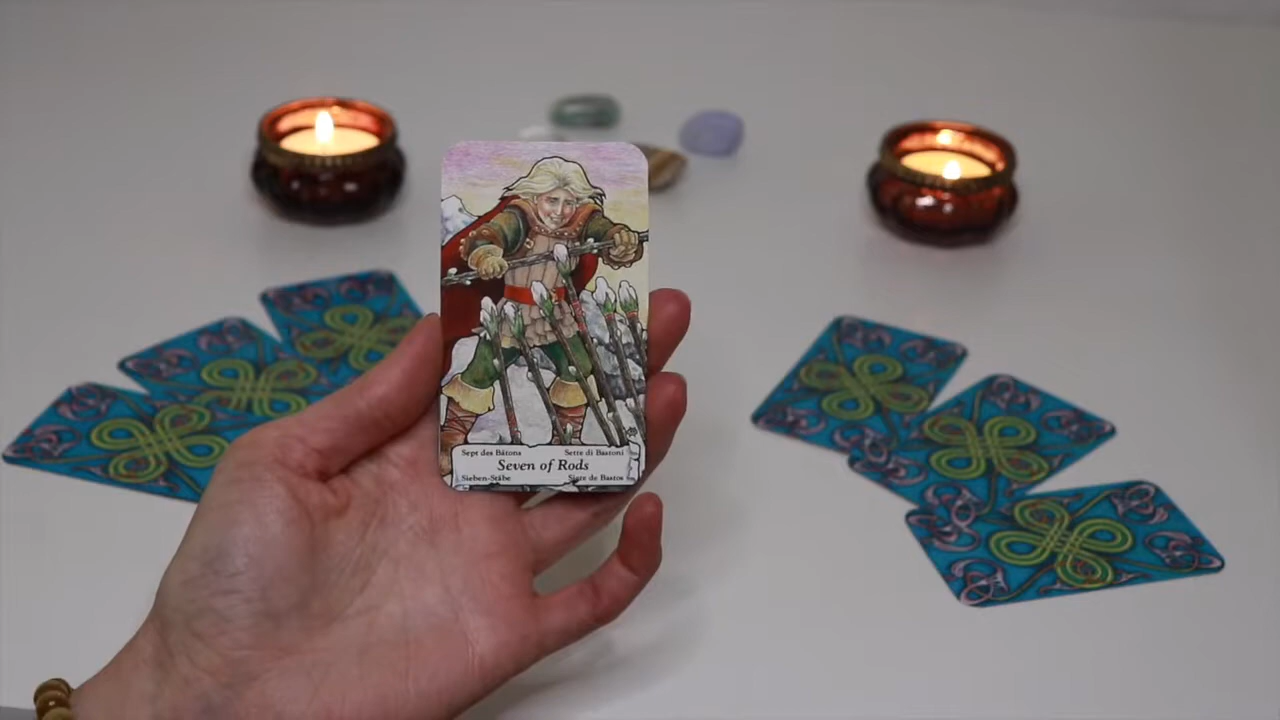 Sept des Bâtons Sette di Bastoni
Seven of Rods
Sieben-Stäbe Siete de Bastos